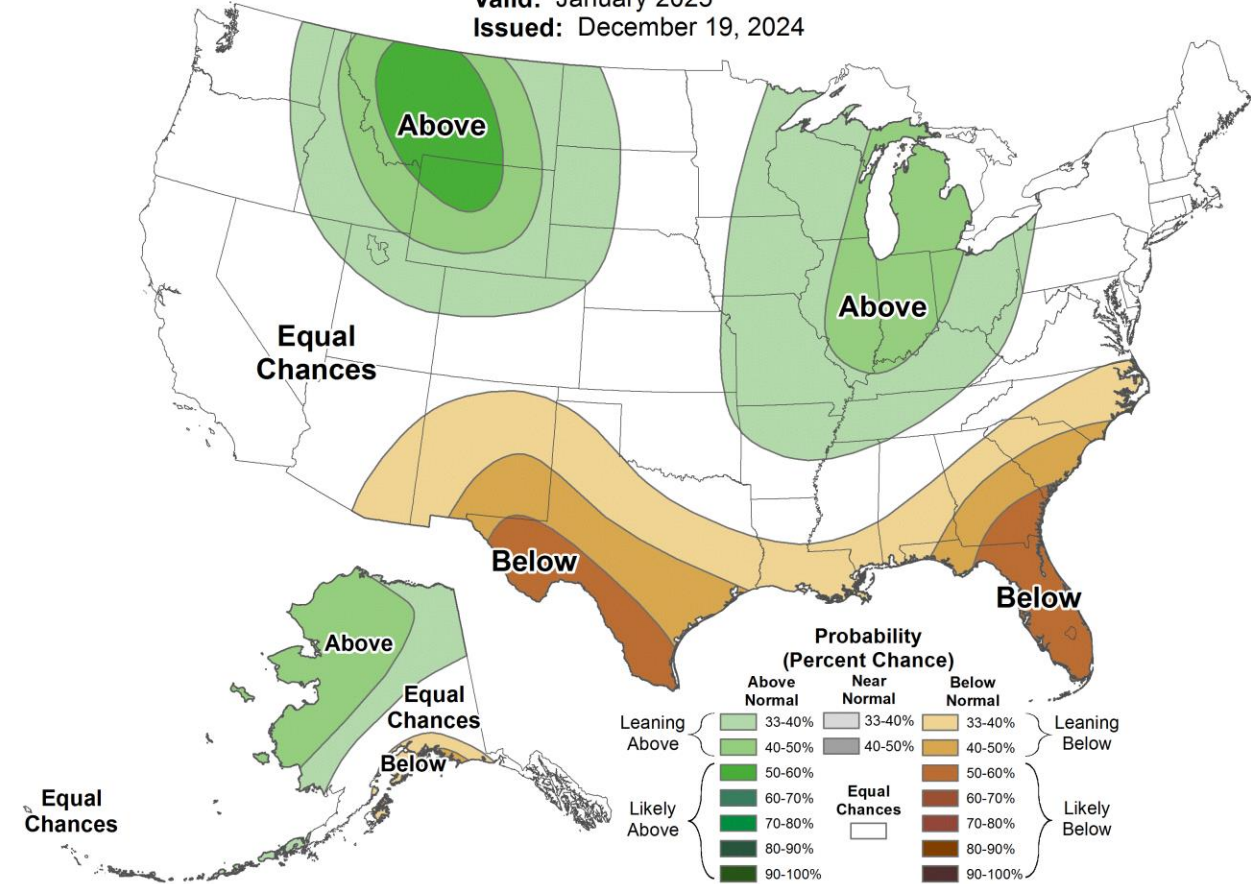 Valid: January 2025
Issued: December 19, 2024
Above
Above
Equal
Chances
Below
Below
Above
Equal
Chances
Below
Equal
Chances
Probability
(Percent Chance)
Above
Normal
Near
Normal
Below
Normal
Leaning
Above
33-40%
40-50%
33-40%
40-50%
33-40%
40-50%
Leaning
Below
Likely
Above
50-60%
60-70%
70-80%
80-90%
90-100%
Equal
Chances
50-60%
60-70%
70-80%
80-90%
90-100%
Likely
Below